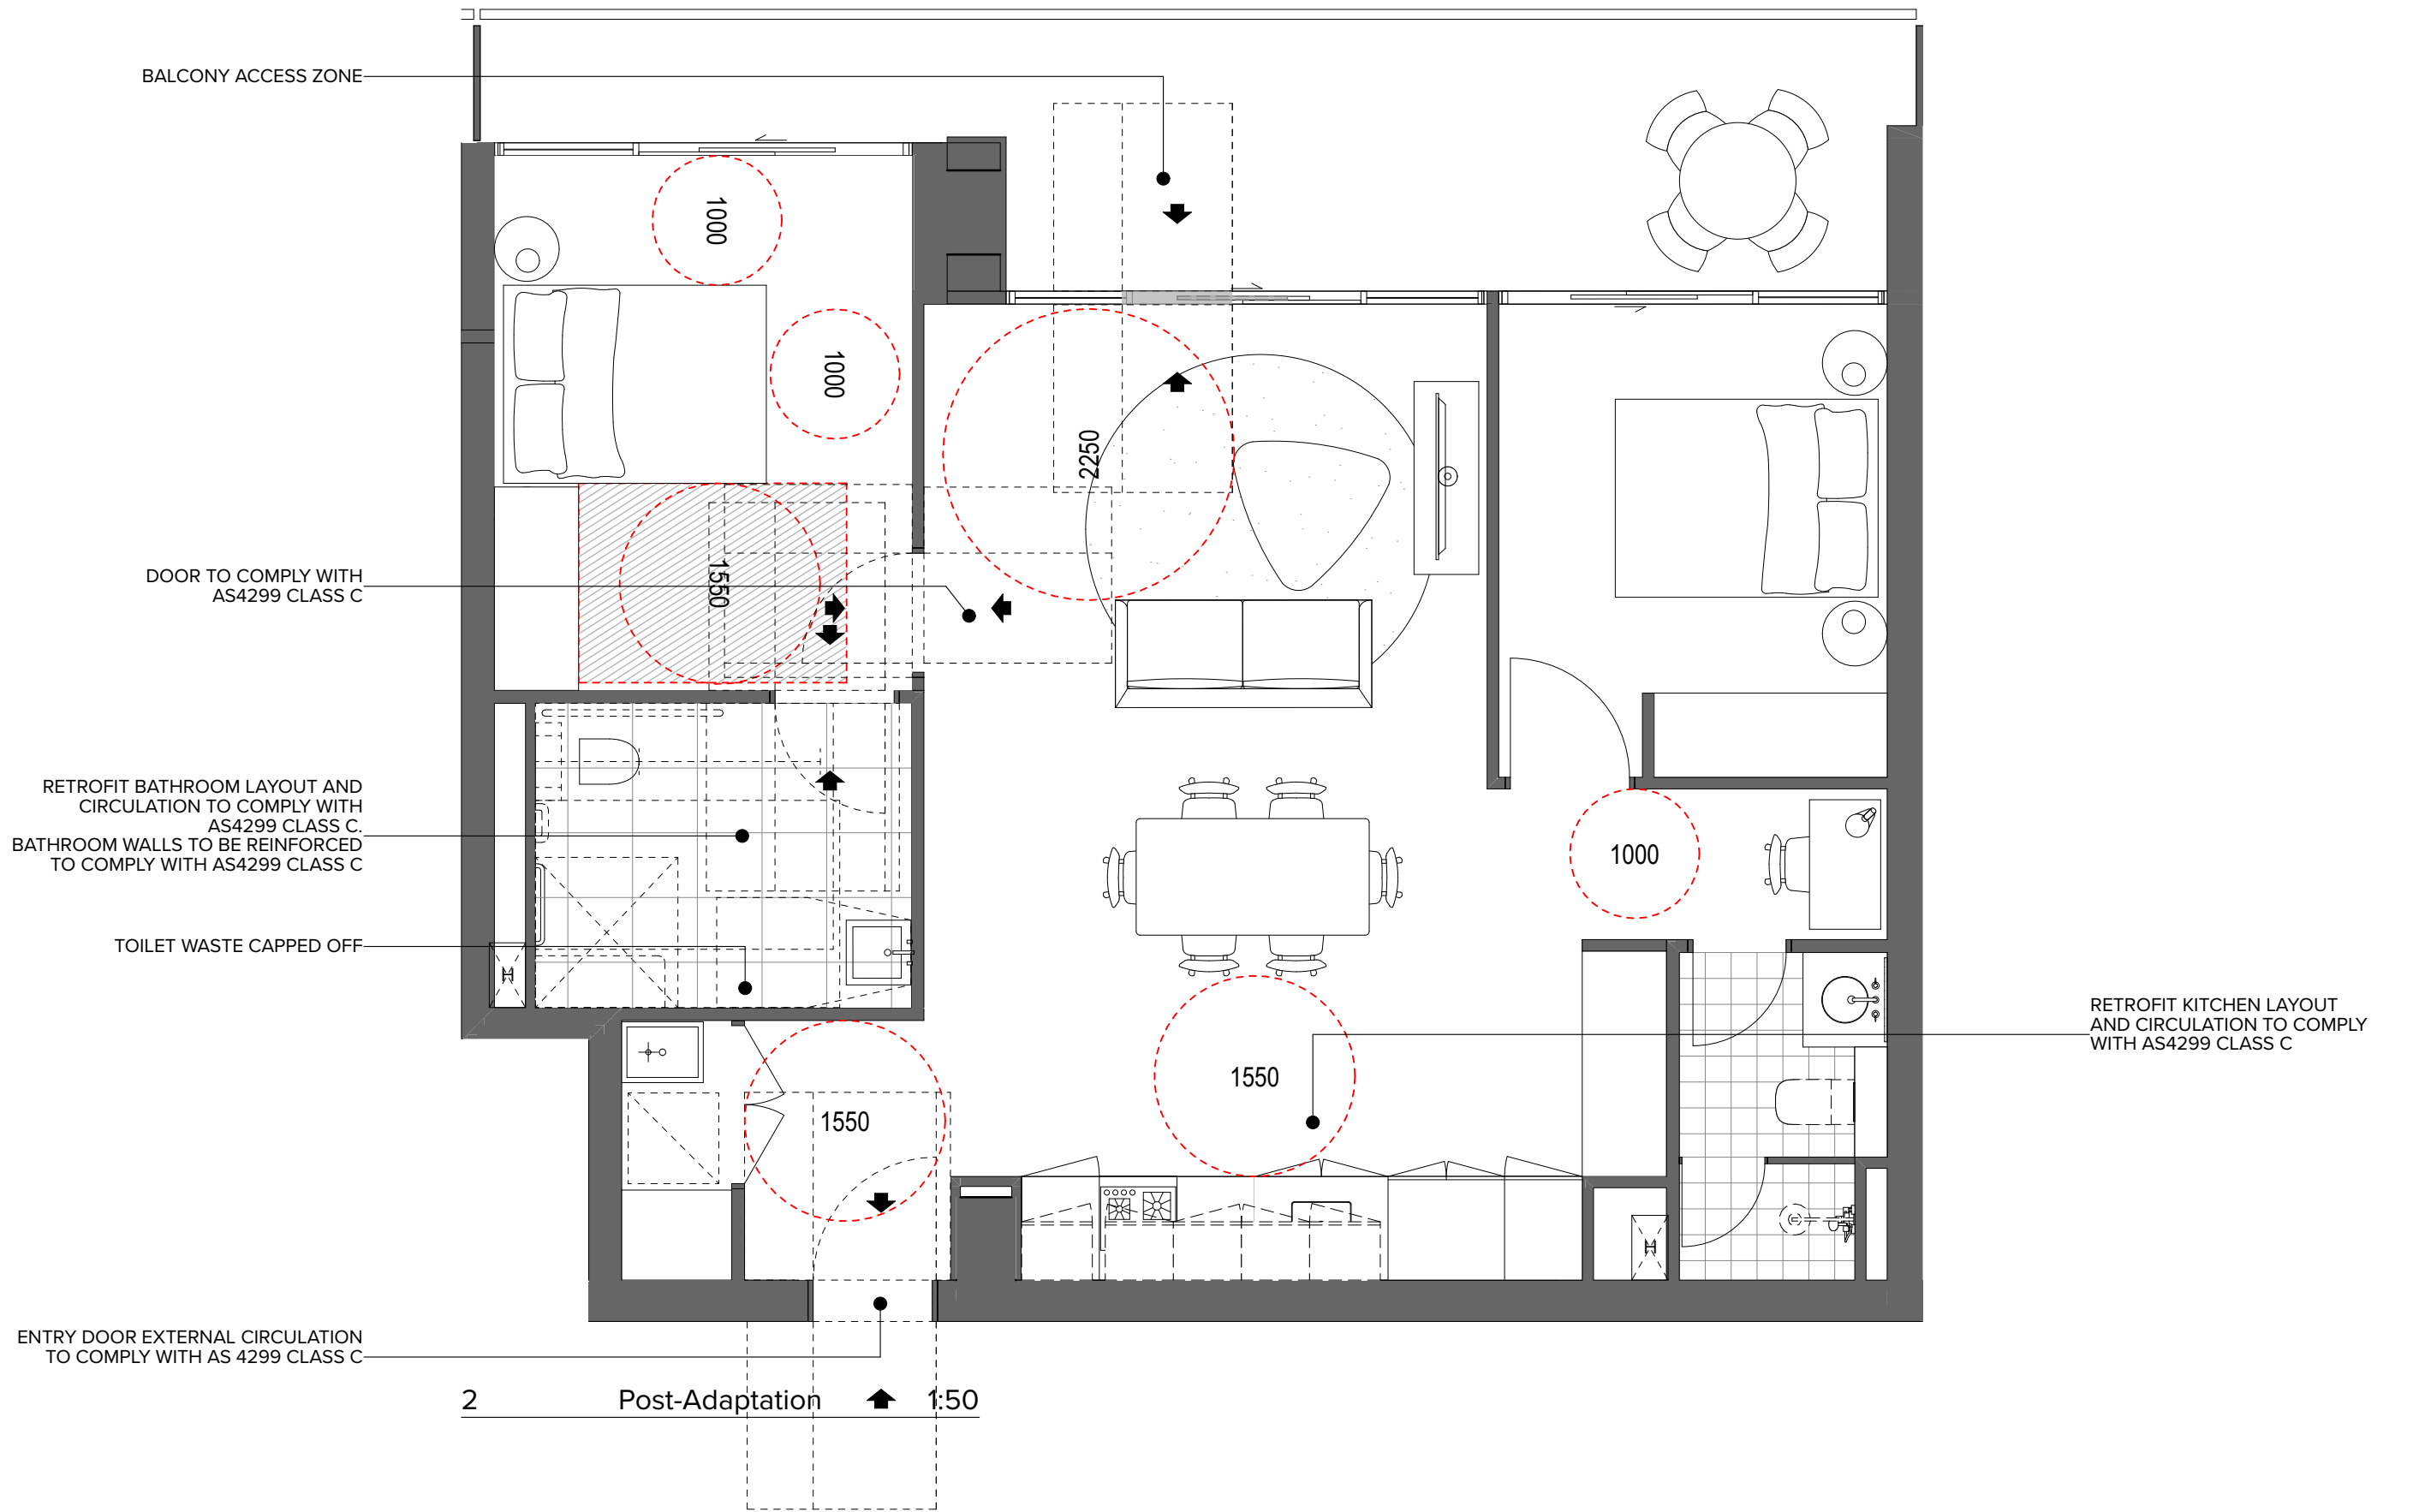 BALCONY ACCESS ZONE
1000
1000
2250
DOOR TO COMPLY WITH
AS4299 CLASS C
1550
RETROFIT BATHROOM LAYOUT AND
CIRCULATION TO COMPLY WITH
AS4299 CLASS C.
BATHROOM WALLS TO BE REINFORCED
TO COMPLY WITH AS4299 CLASS C
1000
TOILET WASTE CAPPED OFF
H
RETROFIT KITCHEN LAYOUT
AND CIRCULATION TO COMPLY
WITH AS4299 CLASS C
1550
1550
H
ENTRY DOOR EXTERNAL CIRCULATION
TO COMPLY WITH AS 4299 CLASS C
2 Post-Adaptation 1:50